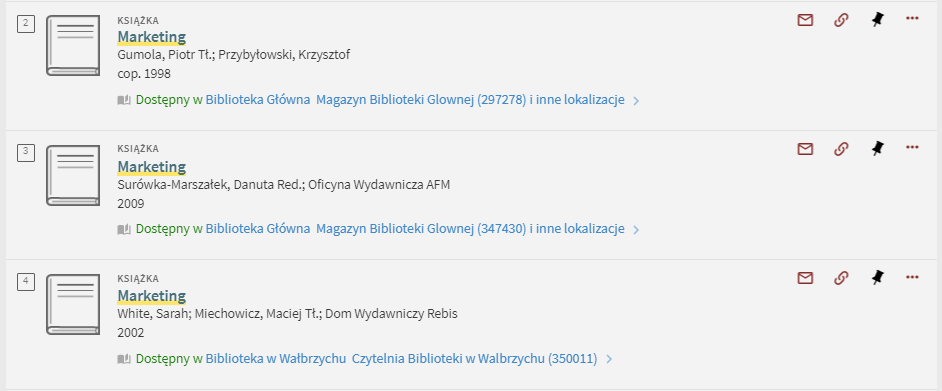 2
KSIĄŻKA
Marketing
Gumola, Piotr Tł.; Przybyłowski, Krzysztof
cop. 1998
Dostępny w Biblioteka Główna Magazyn Biblioteki Glownej (297278) i inne lokalizacje
3
KSIĄŻKA
Marketing
Surówka-Marszałek, Danuta Red.; Oficyna Wydawnicza AFM
2009
Dostępny w Biblioteka Główna Magazyn Biblioteki Glownej (347430) i inne lokalizacje
4
KSIĄŻKA
Marketing
White, Sarah; Miechowicz, Maciej Tł.; Dom Wydawniczy Rebis
2002
Dostępny w Biblioteka w Wałbrzychu Czytelnia Biblioteki w Walbrzychu (350011)